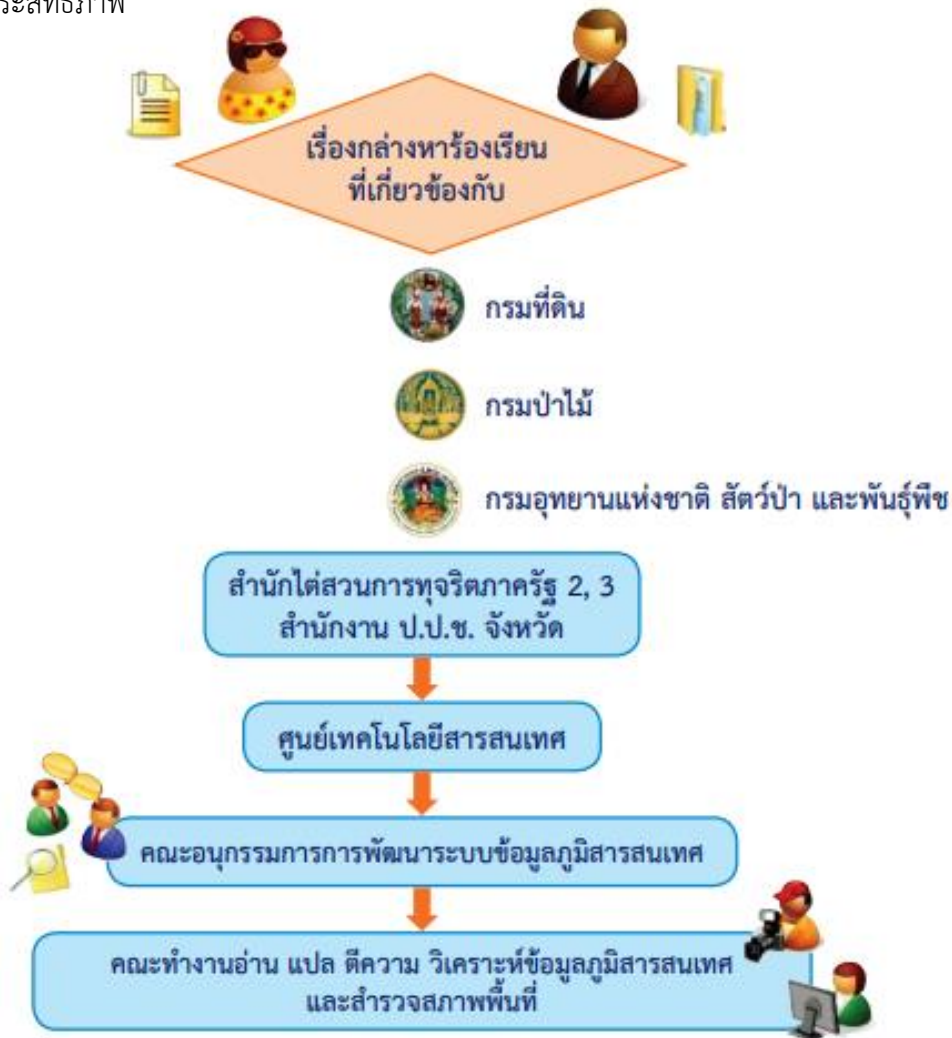 เรื่องกล่างหาร้องเรียน
ที่เกี่ยวข้องกับ
กรมที่ดิน
กรมป่าไม้
กรมอุทยานแห่งชาติ สัตว์ป่า และพันธุ์พืช
สำนักไต่สวนการทุจริตภาครัฐ 2, 3
สำนักงาน ป.ป.ช. จังหวัด
ศูนย์เทคโนโลยีสารสนเทศ
คณะอนุกรรมการการพัฒนาระบบข้อมูลภูมิสารสนเทศ
คณะทำงานอ่าน แปล ตีความ วิเคราะห์ข้อมูลภูมิสารสนเทศ
และสำรวจสภาพพื้นที่